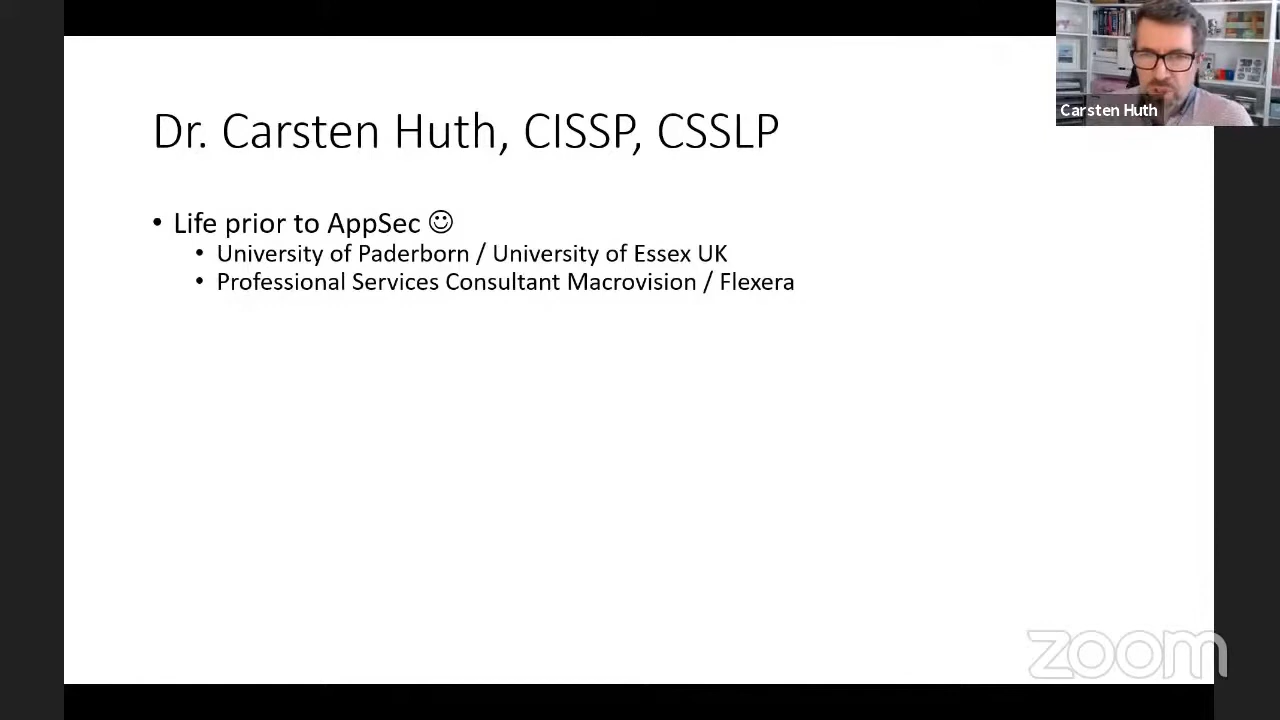 Carsten Huth
Dr. Carsten Huth, CISSP, CSSLP
• Life prior to AppSec ☺
• University of Paderborn / University of Essex UK
• Professional Services Consultant Macrovision / Flexera
zoom